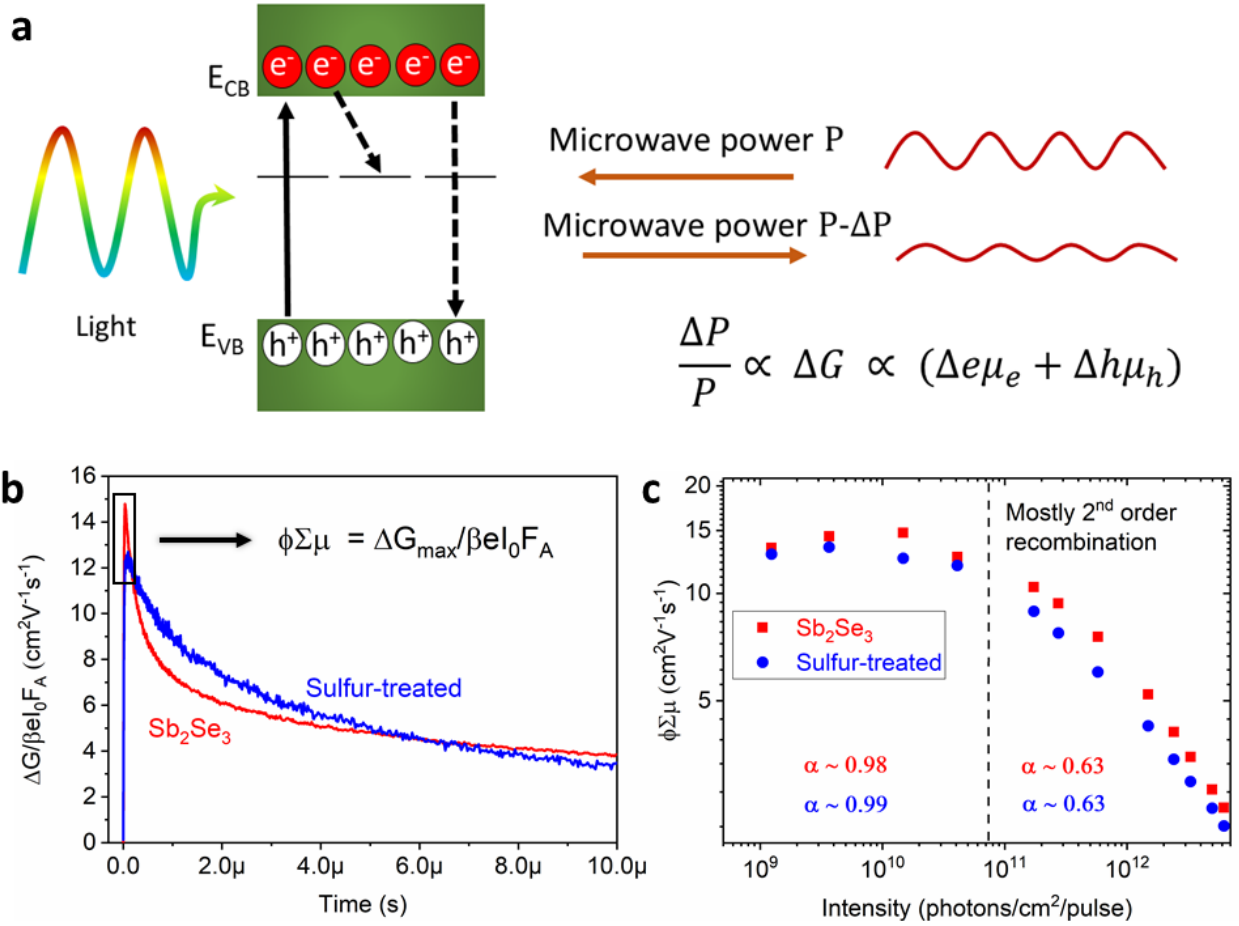 a
E_CB
e⁻ e⁻ e⁻ e⁻ e⁻
Light
E_VB
h⁺ h⁺ h⁺ h⁺ h⁺
Microwave power P
Microwave power P-ΔP
ΔP/P ∝ ΔG ∝ (Δeμ_e + Δhμ_h)
b
ΔG/βeI₀F_A (cm²V⁻¹s⁻¹)
16
14
12
10
8
6
4
2
0
ϕΣμ = ΔG_max/βeI₀F_A
Sulfur-treated
Sb₂Se₃
0.0 2.0μ 4.0μ 6.0μ 8.0μ 10.0μ
Time (s)
c
ϕΣμ (cm²V⁻¹s⁻¹)
20
15
10
5
Mostly 2ⁿᵈ order
recombination
Sb₂Se₃
Sulfur-treated
α ~ 0.98
α ~ 0.99
α ~ 0.63
α ~ 0.63
10⁹ 10¹⁰ 10¹¹ 10¹²
Intensity (photons/cm²/pulse)